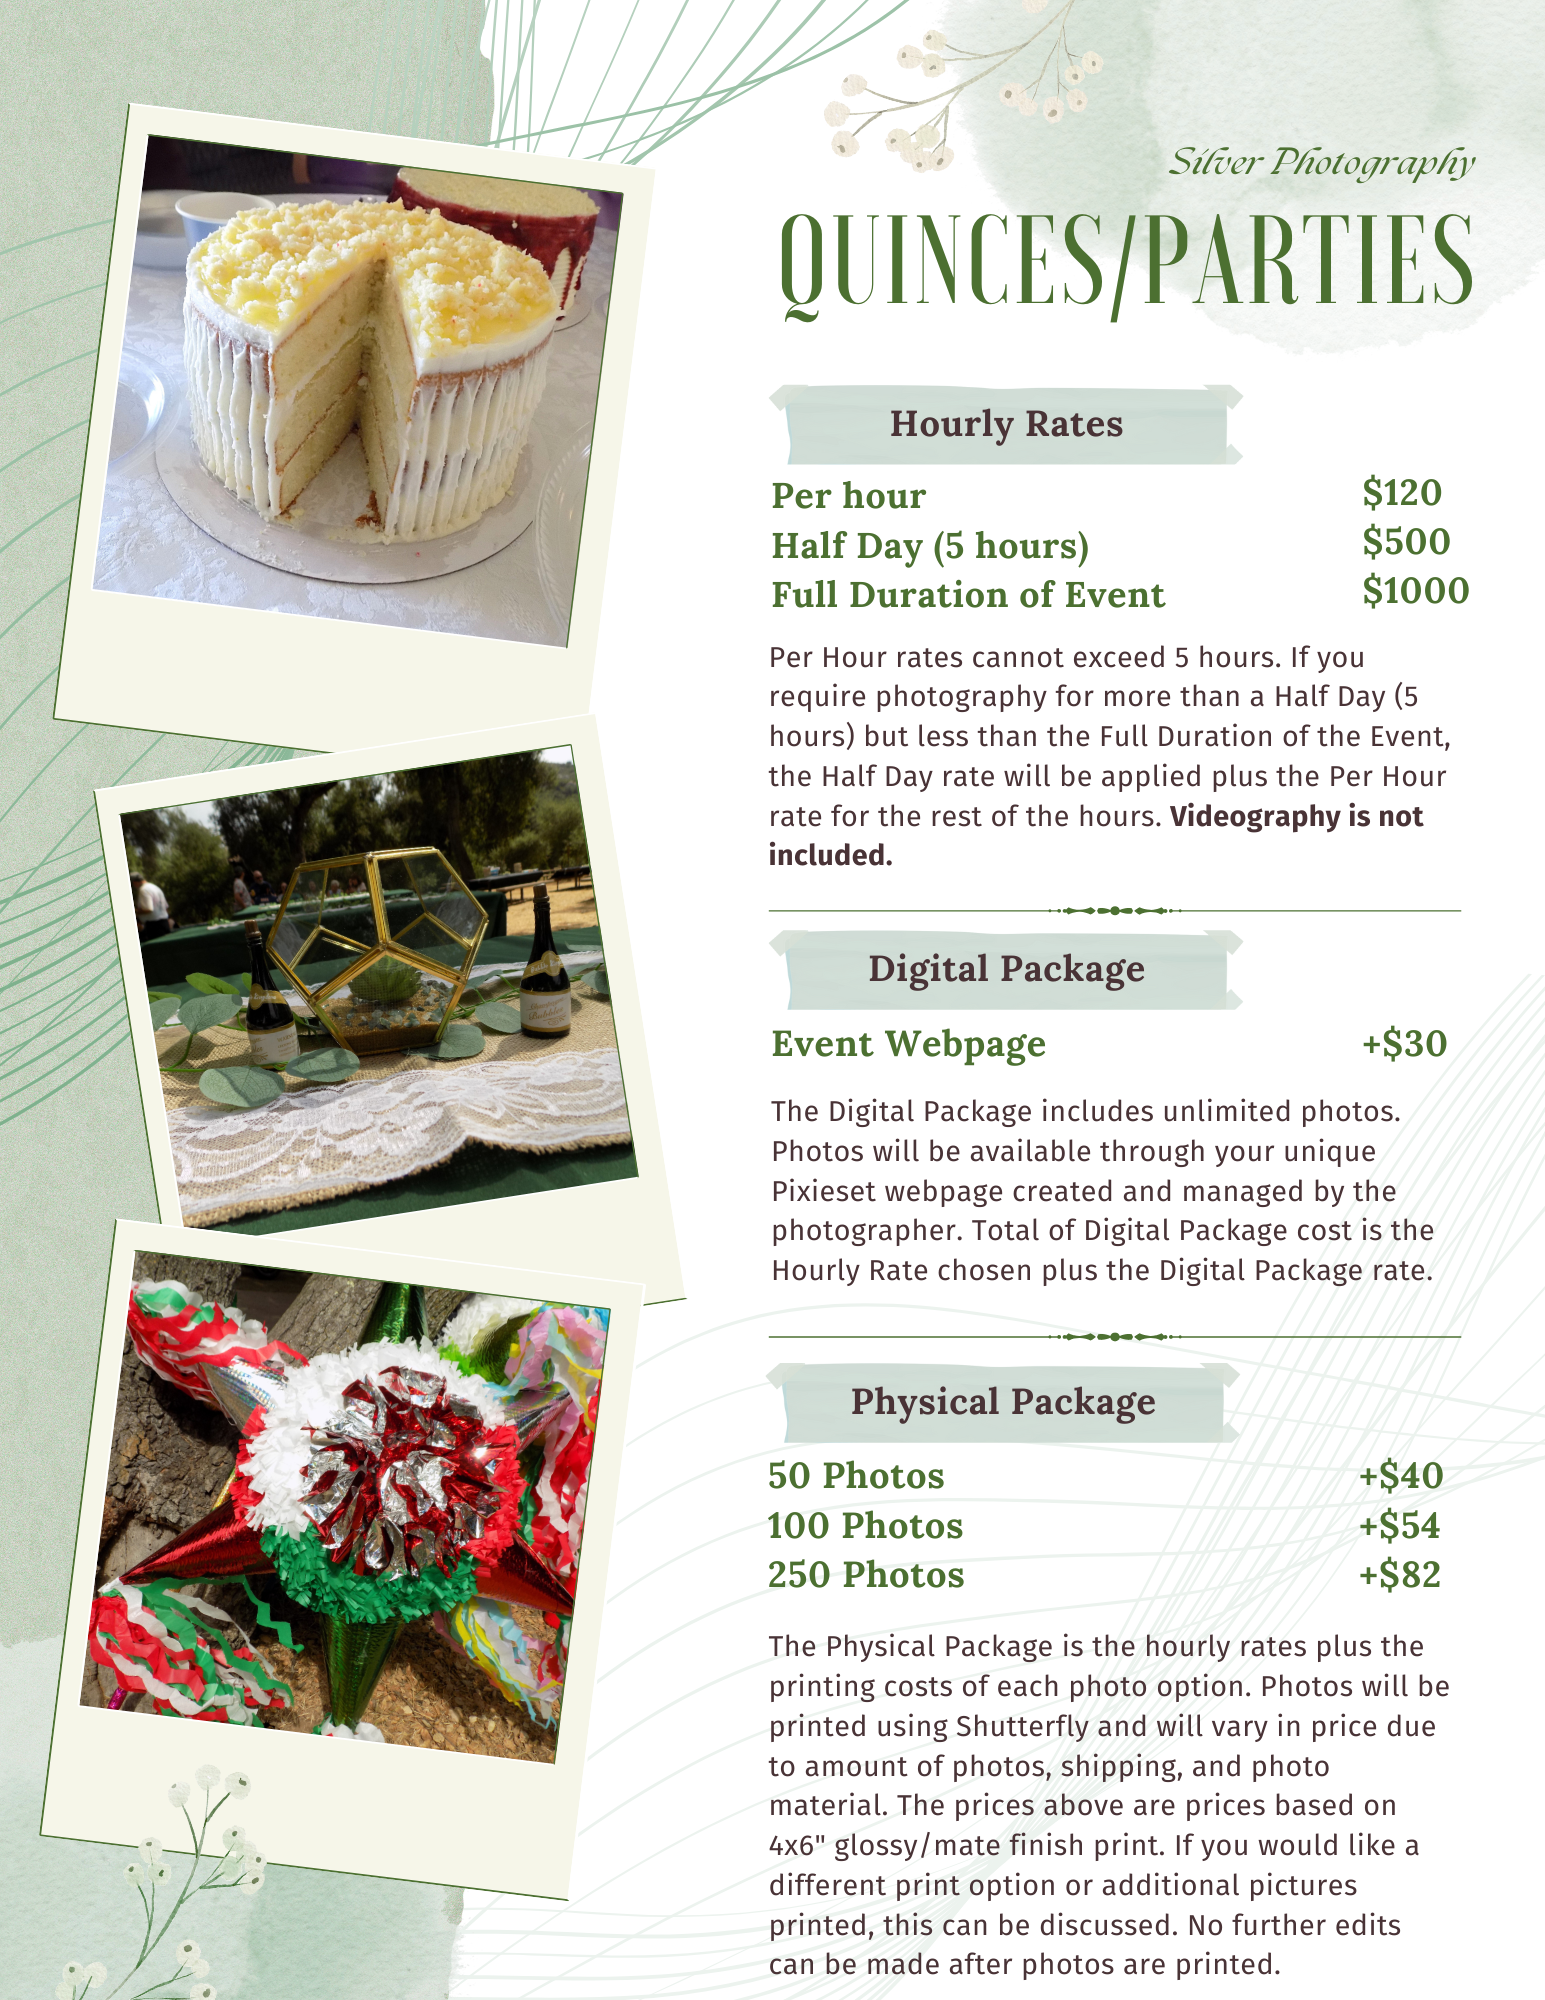 Silver Photography
QUINCES/PARTIES
Hourly Rates
Per hour $120
Half Day (5 hours) $500
Full Duration of Event $1000
Per Hour rates cannot exceed 5 hours. If you
require photography for more than a Half Day (5
hours) but less than the Full Duration of the Event,
the Half Day rate will be applied plus the Per Hour
rate for the rest of the hours. Videography is not
included.
Digital Package
Event Webpage +$30
The Digital Package includes unlimited photos.
Photos will be available through your unique
Pixieset webpage created and managed by the
photographer. Total of Digital Package cost is the
Hourly Rate chosen plus the Digital Package rate.
Physical Package
50 Photos +$40
100 Photos +$54
250 Photos +$82
The Physical Package is the hourly rates plus the
printing costs of each photo option. Photos will be
printed using Shutterfly and will vary in price due
to amount of photos, shipping, and photo
material. The prices above are prices based on
4x6" glossy/mate finish print. If you would like a
different print option or additional pictures
printed, this can be discussed. No further edits
can be made after photos are printed.